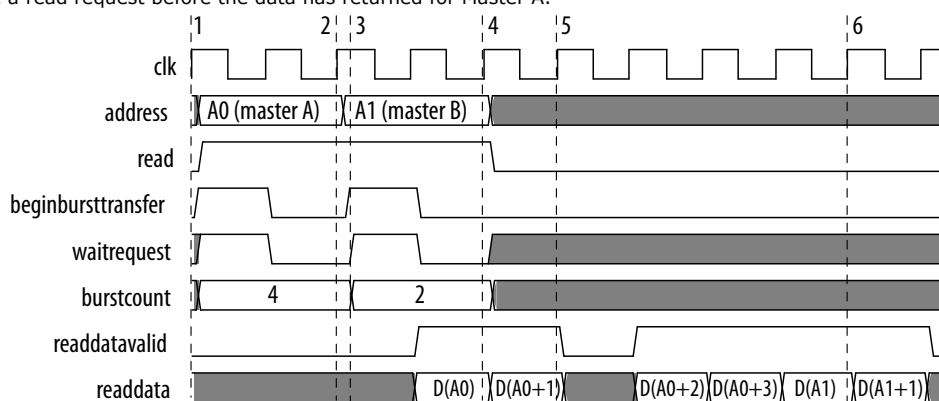 a read request before the data has returned for Master A.
1 2 3 4 5 6
clk
address A0 (master A) A1 (master B)
read
beginbursttransfer
waitrequest
burstcount 4 2
readdatavalid
readdata D(A0) D(A0+1) D(A0+2) D(A0+3) D(A1) D(A1+1)